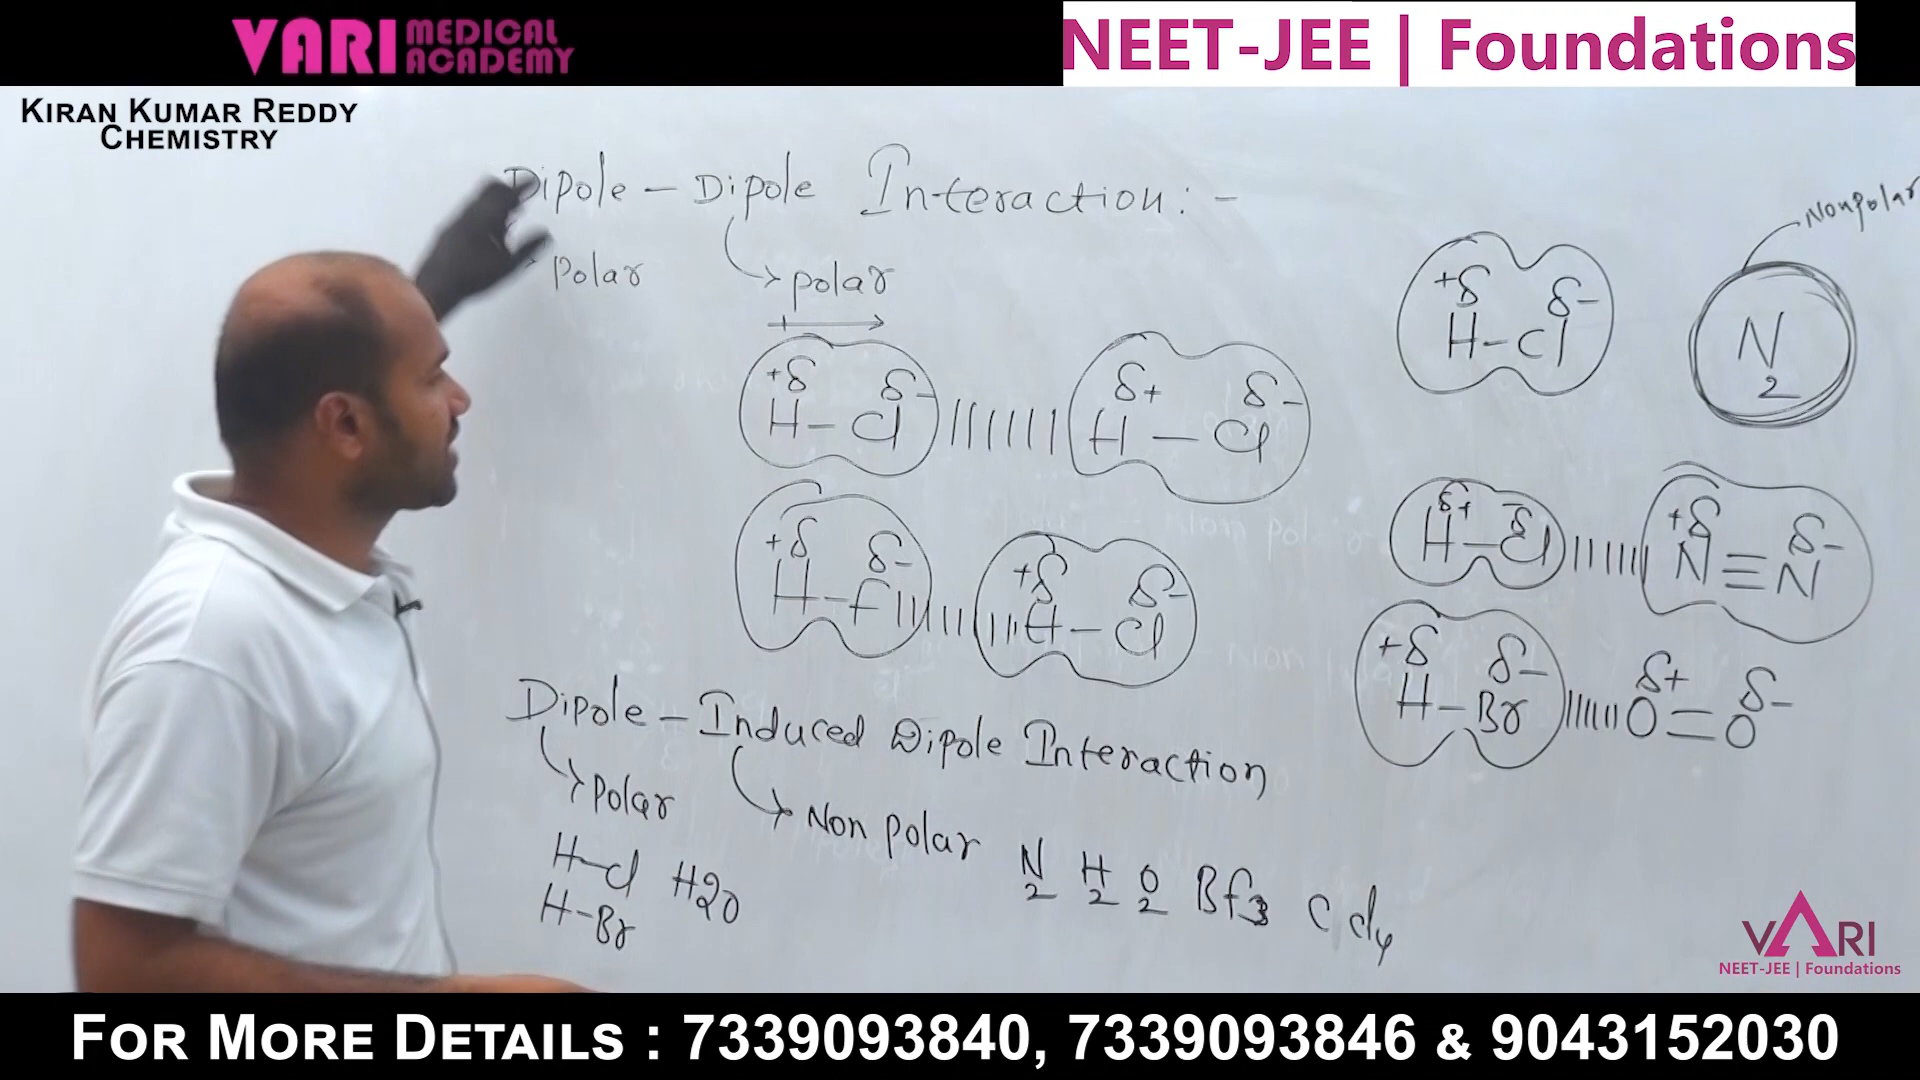 VARI MEDICAL ACADEMY
NEET-JEE | Foundations
KIRAN KUMAR REDDY
CHEMISTRY
Dipole - Dipole Interaction: -
Polar
polar
Nonpolar
+δ δ-
H-Cl
N2
+δ δ-
H-Cl
δ+ δ-
H-Cl
δ+ δ-
H-Cl
+δ δ-
N≡N
+δ δ-
H-F
+δ δ-
H-Cl
+δ δ-
H-Br
δ+ δ-
O=O
Dipole - Induced Dipole Interaction
Polar
Non polar
N2 H2 O2 Bf3 CCl4
H-Cl H2O
H-Br
VARI
NEET-JEE | Foundations
FOR MORE DETAILS : 7339093840, 7339093846 & 9043152030